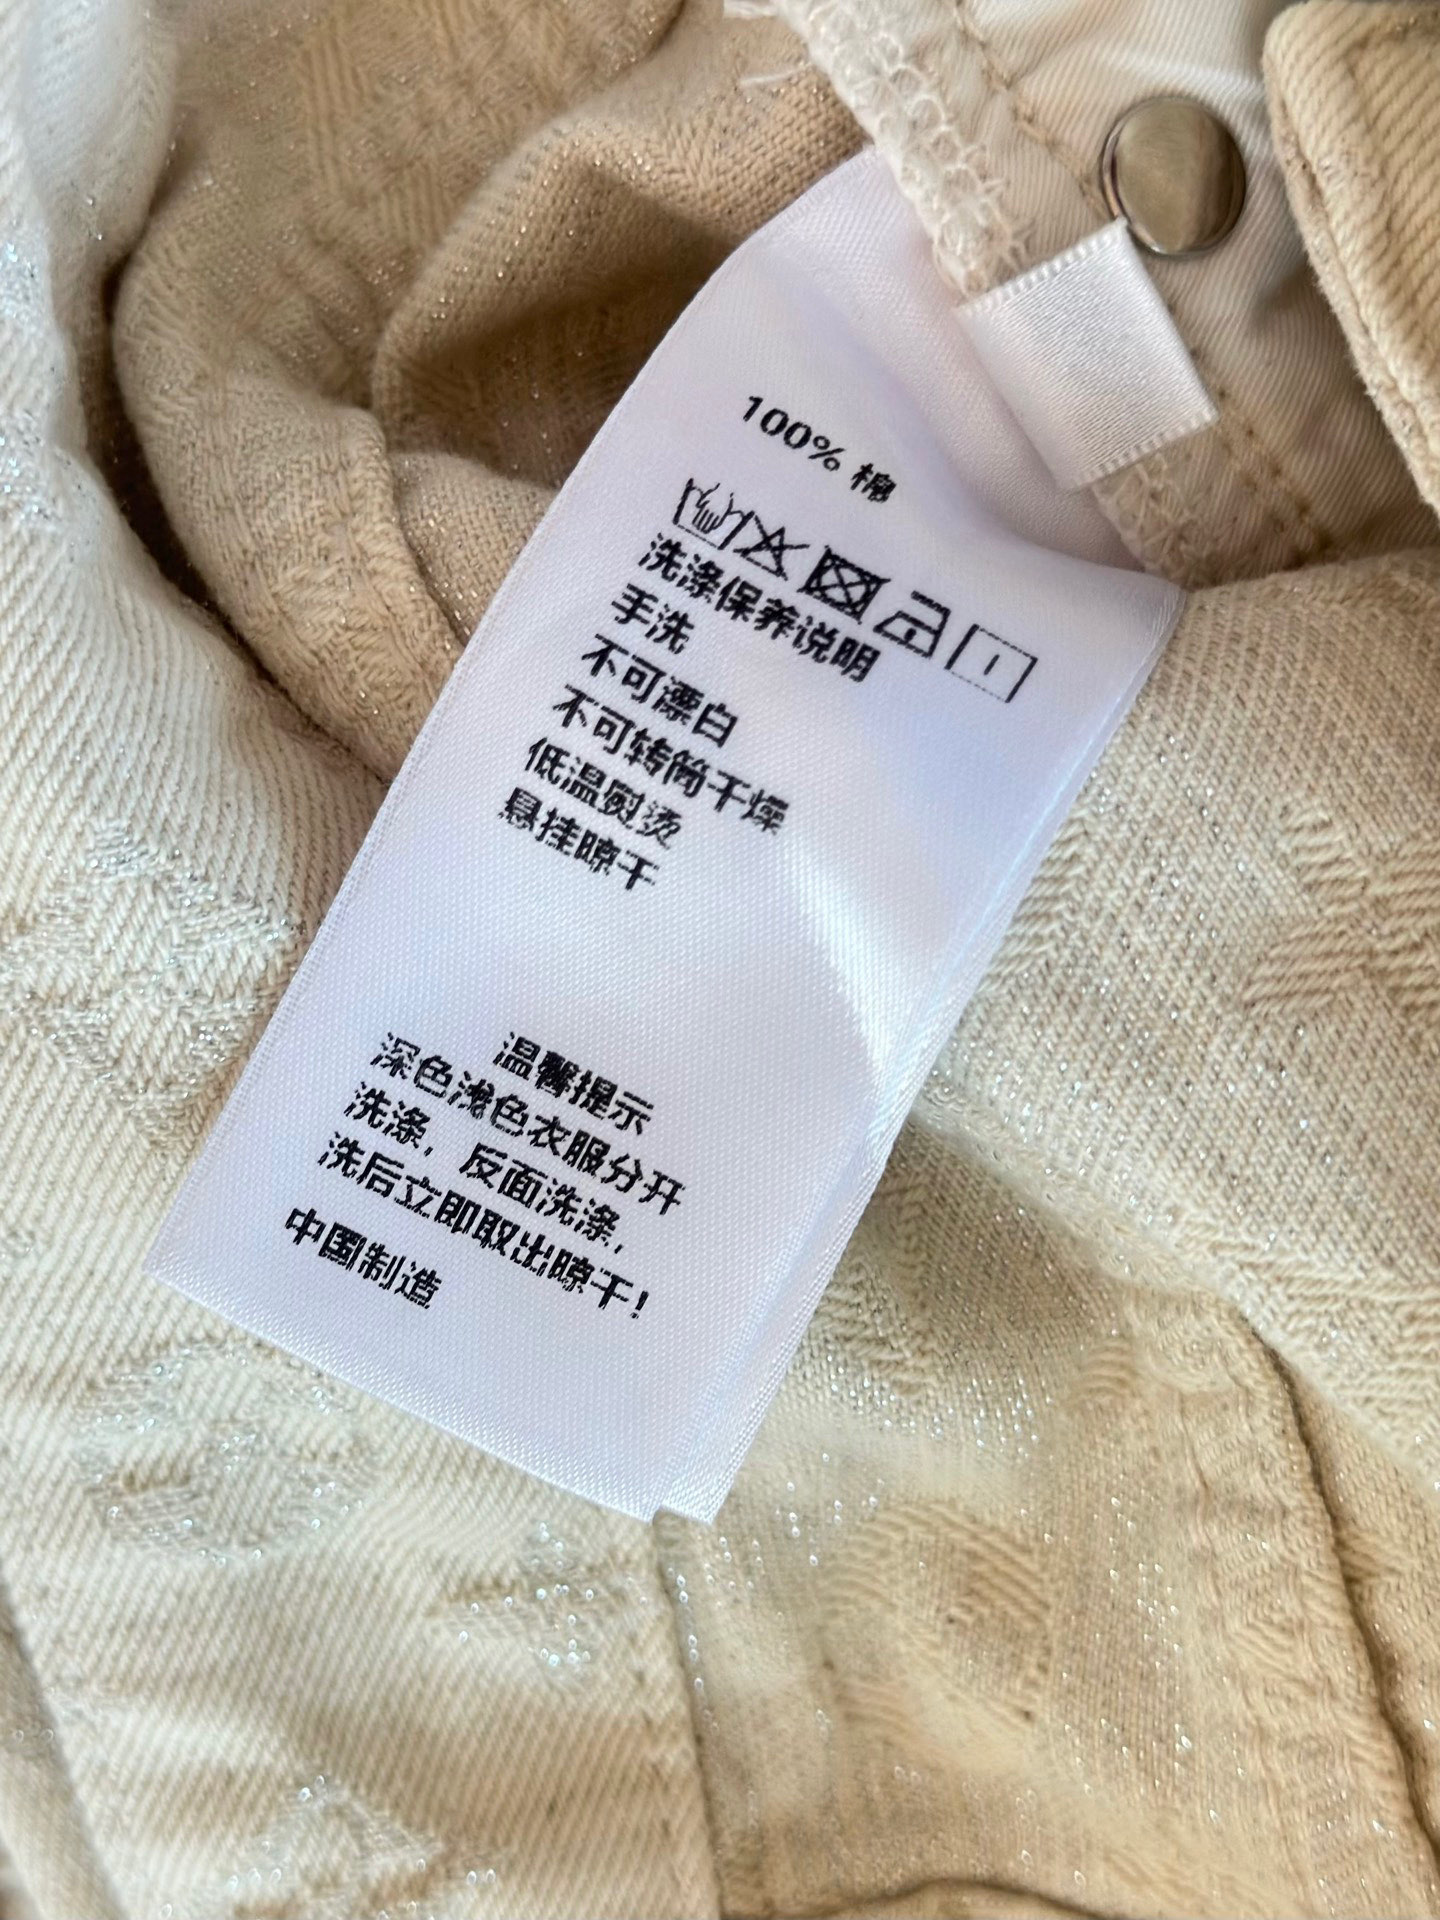 100% 棉
洗涤保养说明
手洗
不可漂白
不可转筒干燥
低温熨烫
悬挂晾干
温馨提示
深色浅色衣服分开
洗涤，反面洗涤，
洗后立即取出晾干！
中国制造